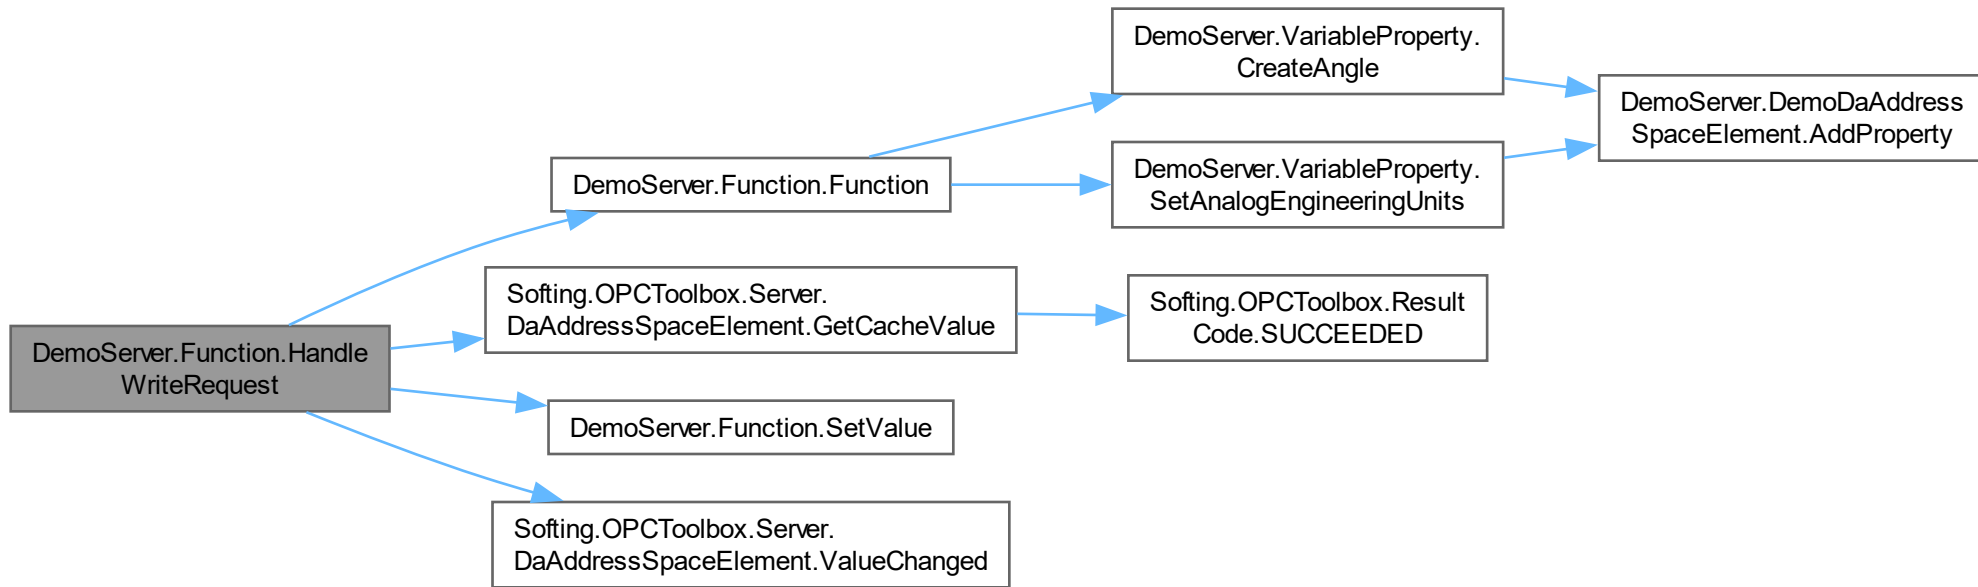 DemoServer.Function.Handle
WriteRequest
DemoServer.Function.Function
DemoServer.VariableProperty.
CreateAngle
DemoServer.DemoDaAddress
SpaceElement.AddProperty
DemoServer.VariableProperty.
SetAnalogEngineeringUnits
Softing.OPCToolbox.Server.
DaAddressSpaceElement.GetCacheValue
Softing.OPCToolbox.Result
Code.SUCCEEDED
DemoServer.Function.SetValue
Softing.OPCToolbox.Server.
DaAddressSpaceElement.ValueChanged